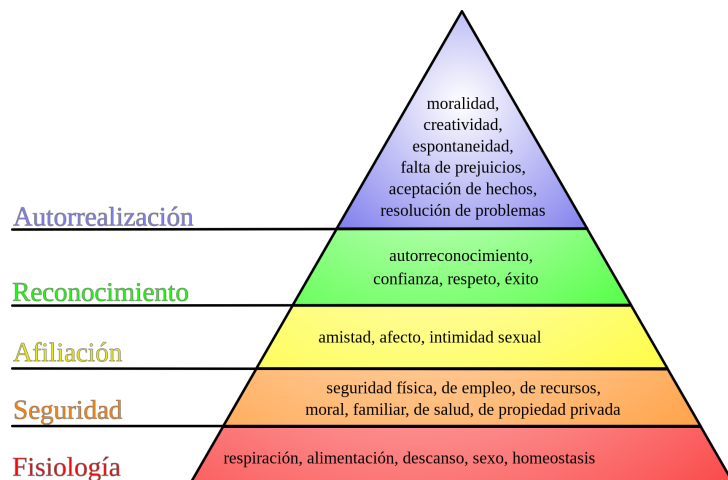 moralidad,
creatividad,
espontaneidad,
falta de prejuicios,
aceptación de hechos,
resolución de problemas
Autorrealización
autorreconocimiento,
confianza, respeto, éxito
Reconocimiento
amistad, afecto, intimidad sexual
Afiliación
seguridad física, de empleo, de recursos,
moral, familiar, de salud, de propiedad privada
Seguridad
respiración, alimentación, descanso, sexo, homeostasis
Fisiología